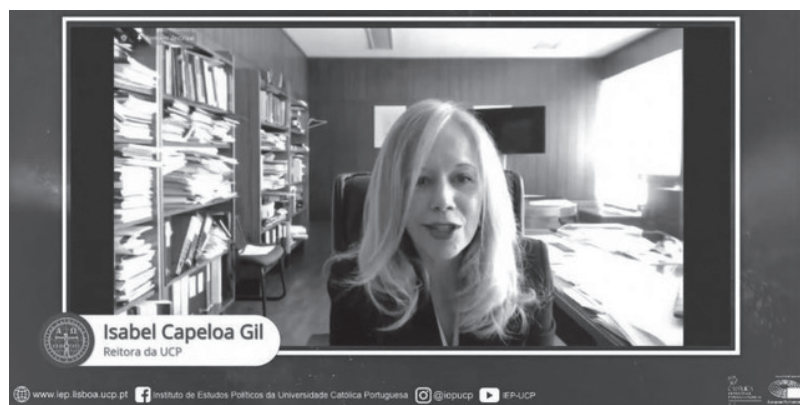 Isabel Capeloa Gil
Reitora da UCP
www.iep.lisboa.ucp.pt Instituto de Estudos Políticos da Universidade Católica Portuguesa @iepucp IEP-UCP
CATÓLICA